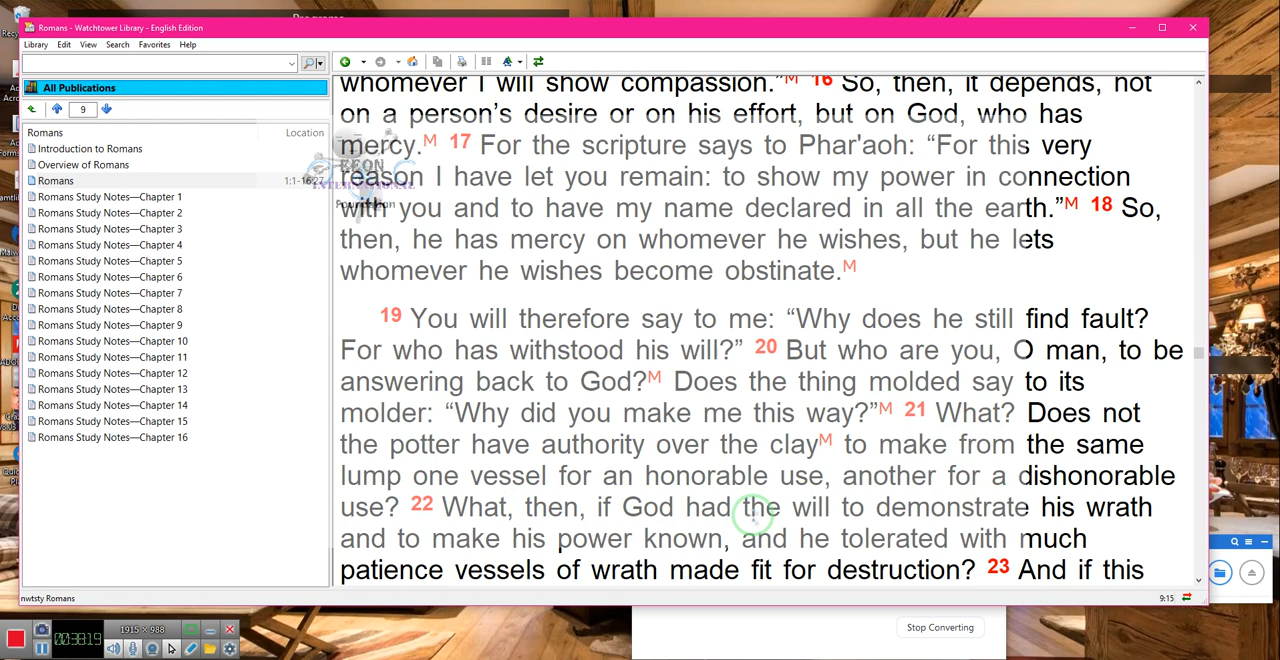 Romans - Watchtower Library - English Edition
Library Edit View Search Favorites Help
All Publications
9
Romans Location
Introduction to Romans
Overview of Romans
Romans 1:1-16:27
Romans Study Notes—Chapter 1
Romans Study Notes—Chapter 2
Romans Study Notes—Chapter 3
Romans Study Notes—Chapter 4
Romans Study Notes—Chapter 5
Romans Study Notes—Chapter 6
Romans Study Notes—Chapter 7
Romans Study Notes—Chapter 8
Romans Study Notes—Chapter 9
Romans Study Notes—Chapter 10
Romans Study Notes—Chapter 11
Romans Study Notes—Chapter 12
Romans Study Notes—Chapter 13
Romans Study Notes—Chapter 14
Romans Study Notes—Chapter 15
Romans Study Notes—Chapter 16
whomever I will show compassion.”M 16 So, then, it depends, not
on a person’s desire or on his effort, but on God, who has
mercy.M 17 For the scripture says to Phar'aoh: “For this very
reason I have let you remain: to show my power in connection
with you and to have my name declared in all the earth.”M 18 So,
then, he has mercy on whomever he wishes, but he lets
whomever he wishes become obstinate.M
19 You will therefore say to me: “Why does he still find fault?
For who has withstood his will?” 20 But who are you, O man, to be
answering back to God?M Does the thing molded say to its
molder: “Why did you make me this way?”M 21 What? Does not
the potter have authority over the clayM to make from the same
lump one vessel for an honorable use, another for a dishonorable
use? 22 What, then, if God had the will to demonstrate his wrath
and to make his power known, and he tolerated with much
patience vessels of wrath made fit for destruction? 23 And if this
INTERNATIONAL
Foundation
nwtsty Romans
9:15
1915 × 988
Stop Converting